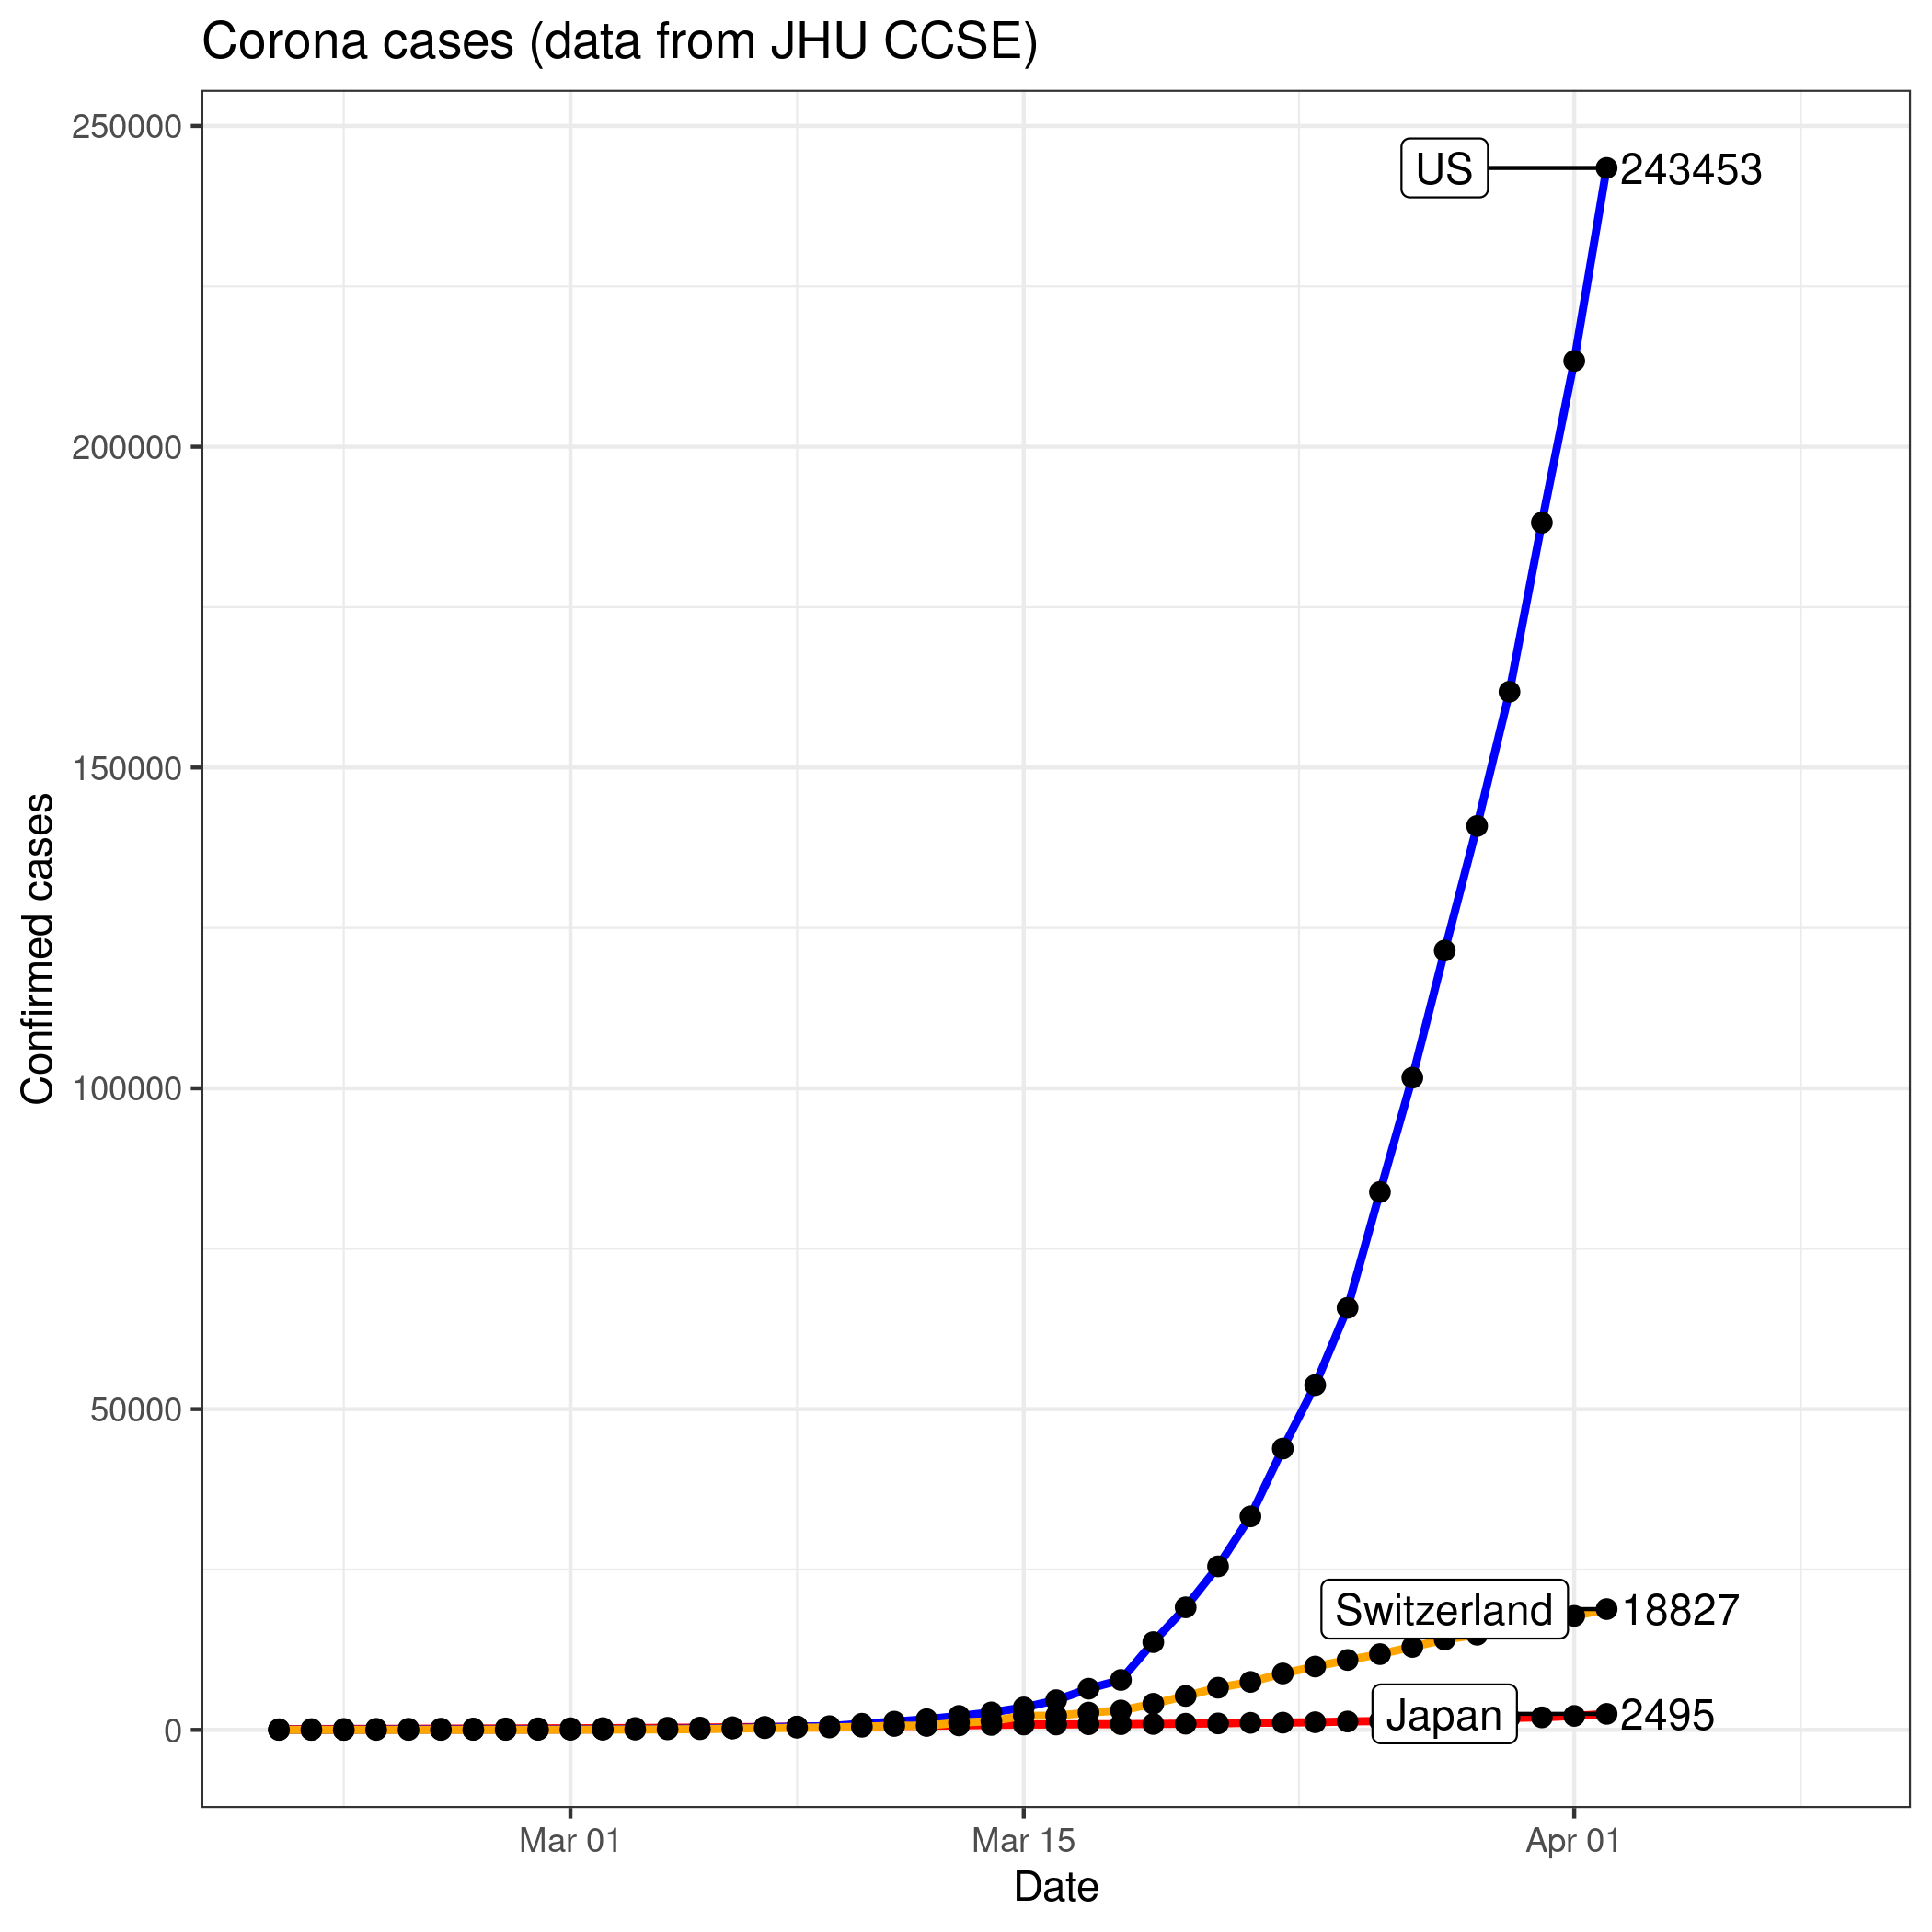 Corona cases (data from JHU CCSE)
250000
200000
150000
100000
50000
0
Confirmed cases
US
243453
Switzerland
18827
Japan
2495
Mar 01
Mar 15
Apr 01
Date